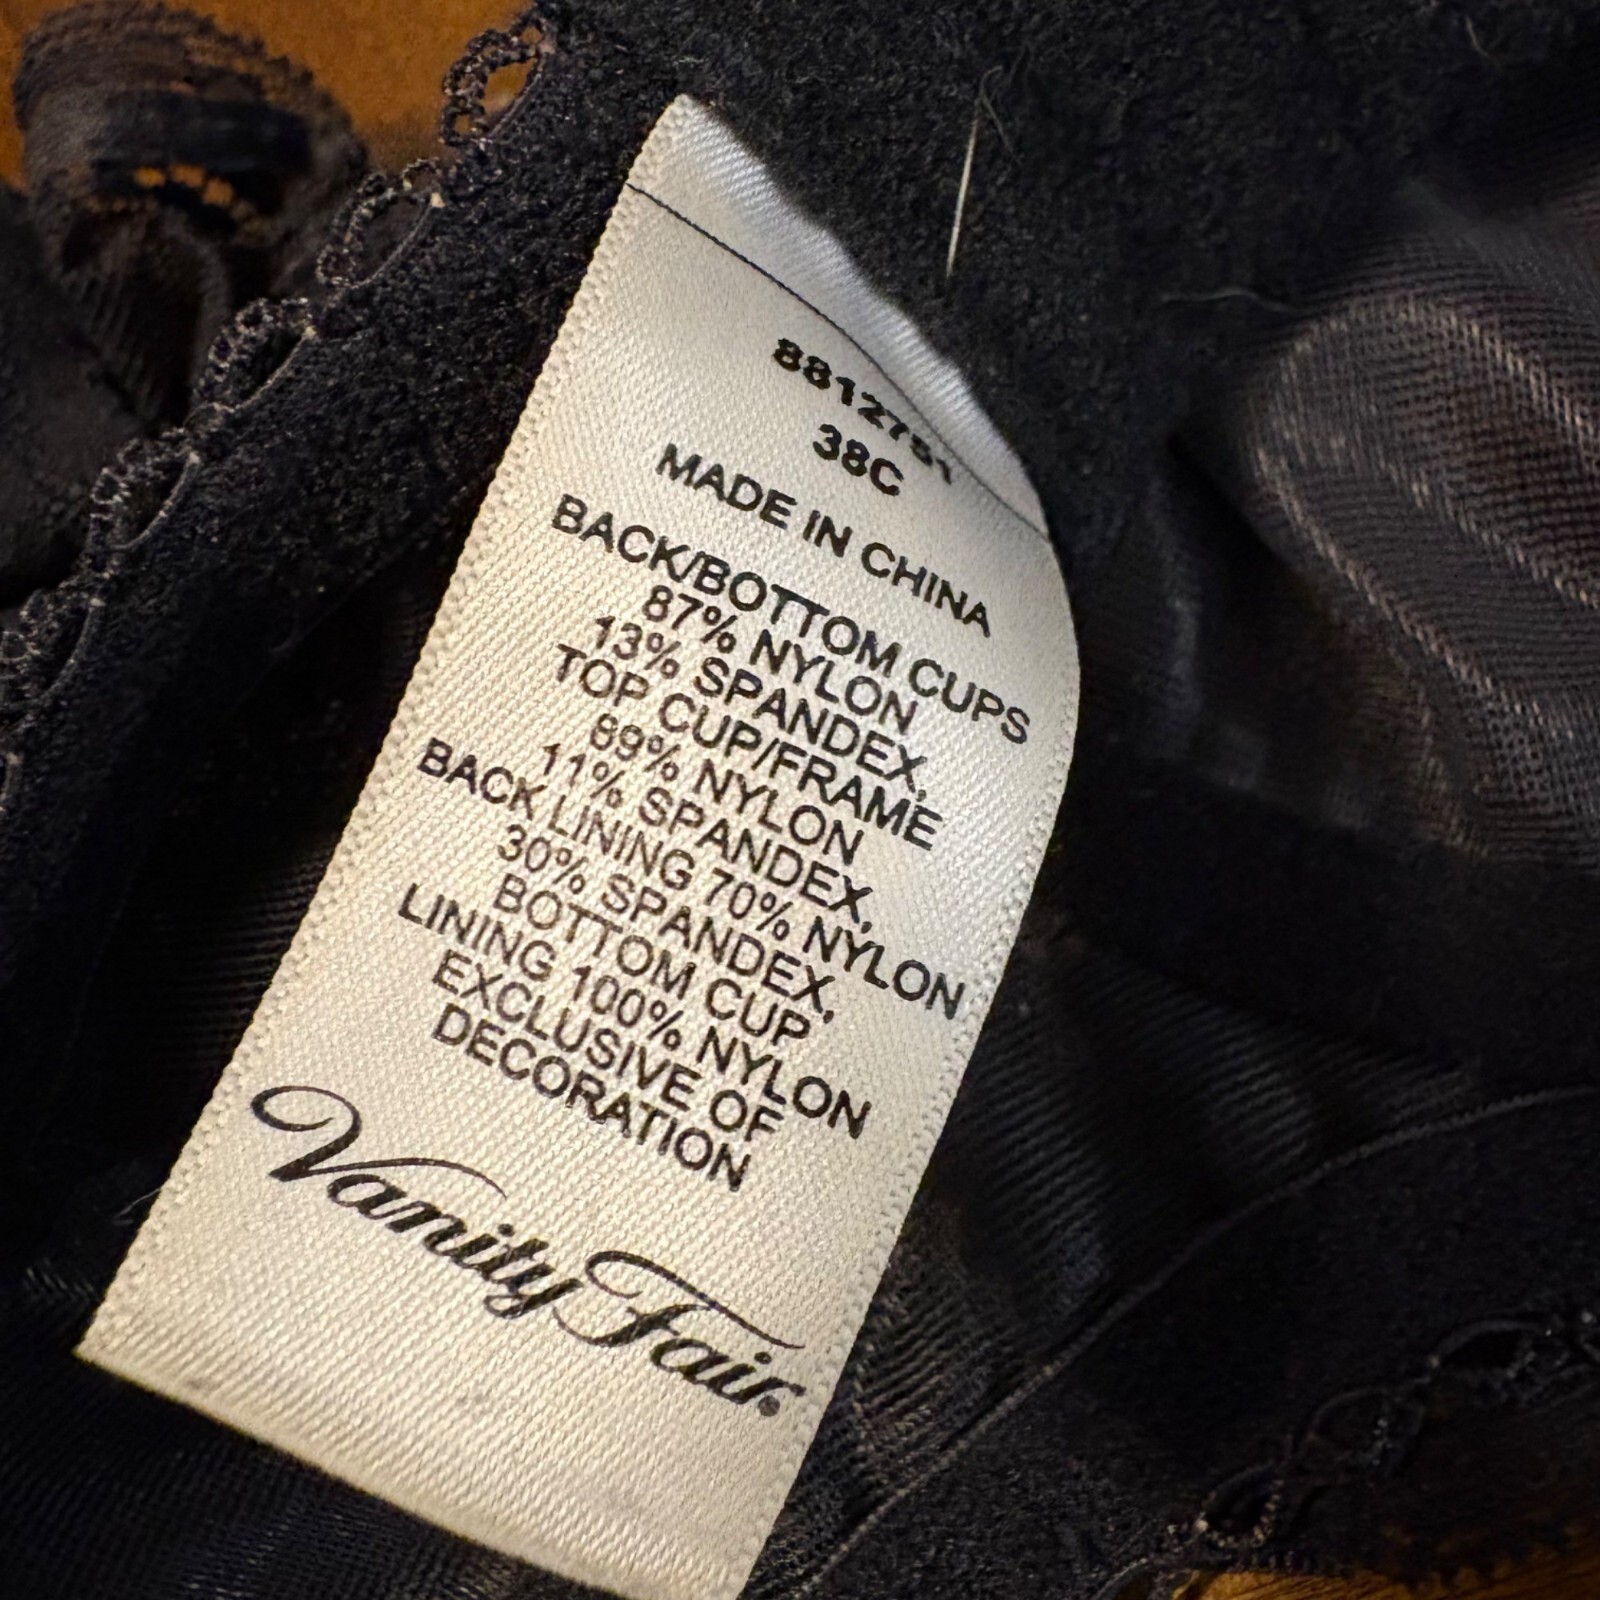 38C
MADE IN CHINA
BACK/BOTTOM CUPS
87% NYLON
13% SPANDEX,
TOP CUP/FRAME
89% NYLON
11% SPANDEX,
BACK LINING 70% NYLON
30% SPANDEX,
BOTTOM CUP
LINING 100% NYLON
EXCLUSIVE OF
DECORATION
Vanity Fair®